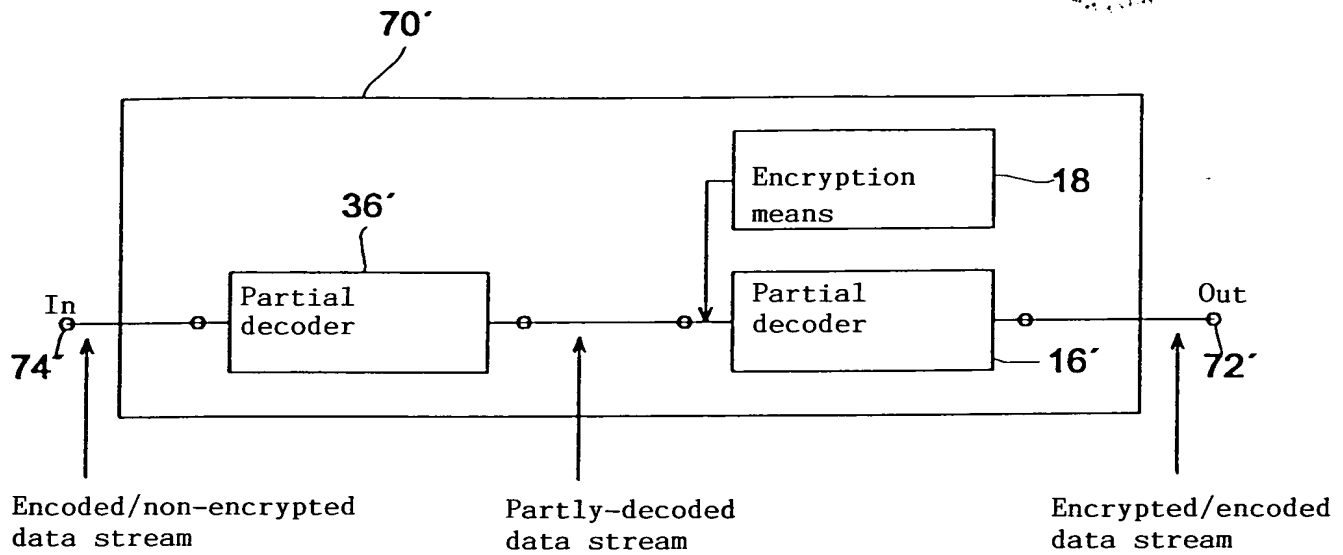 70´
Encryption
means
18
36´
Partial
decoder
Partial
decoder
In
Out
74´
16´
72´
Encoded/non-encrypted
data stream
Partly-decoded
data stream
Encrypted/encoded
data stream